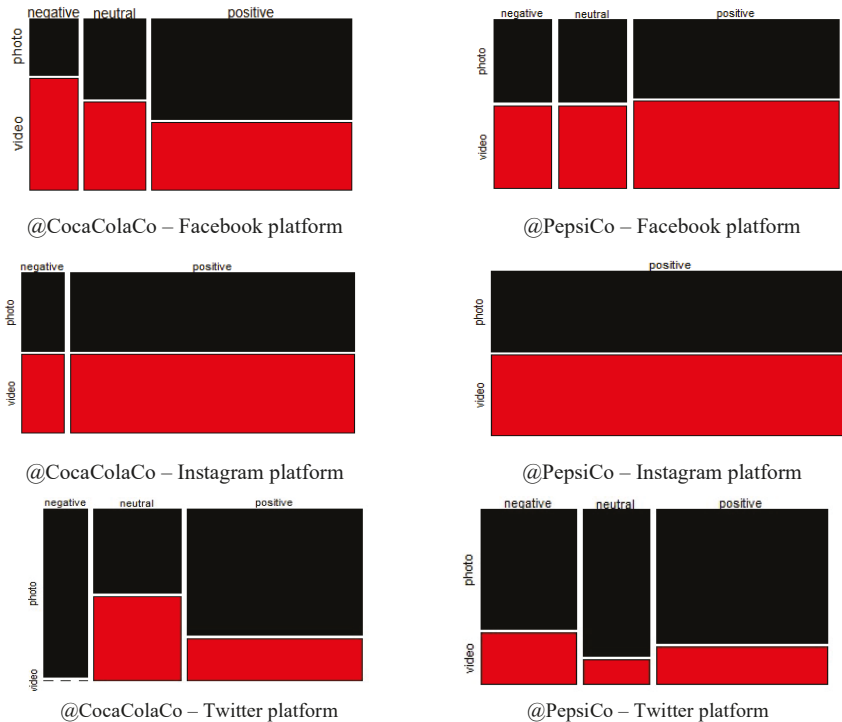 negative neutral positive
photo
video
@CocaColaCo – Facebook platform
negative neutral positive
photo
video
@PepsiCo – Facebook platform
negative positive
photo
video
@CocaColaCo – Instagram platform
positive
photo
video
@PepsiCo – Instagram platform
negative neutral positive
photo
video
@CocaColaCo – Twitter platform
negative neutral positive
photo
video
@PepsiCo – Twitter platform